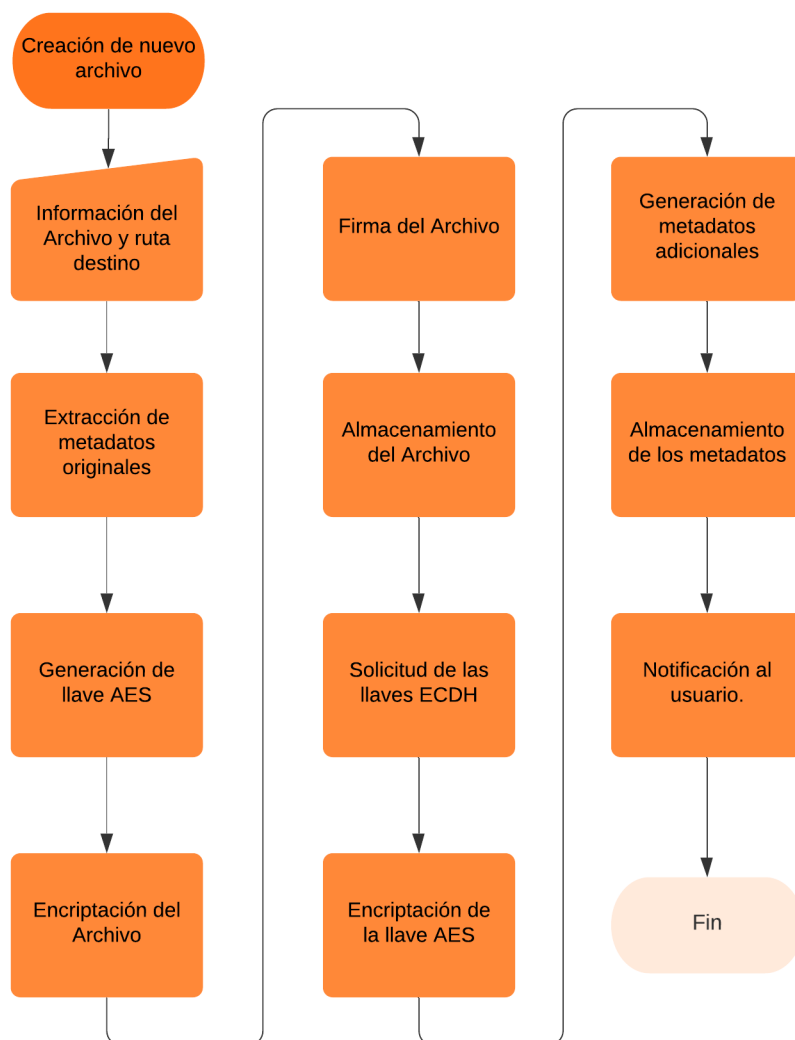 Creación de nuevo
archivo
Información del
Archivo y ruta
destino
Extracción de
metadatos
originales
Generación de
llave AES
Encriptación del
Archivo
Firma del Archivo
Almacenamiento
del Archivo
Solicitud de las
llaves ECDH
Encriptación de
la llave AES
Generación de
metadatos
adicionales
Almacenamiento
de los metadatos
Notificación al
usuario.
Fin